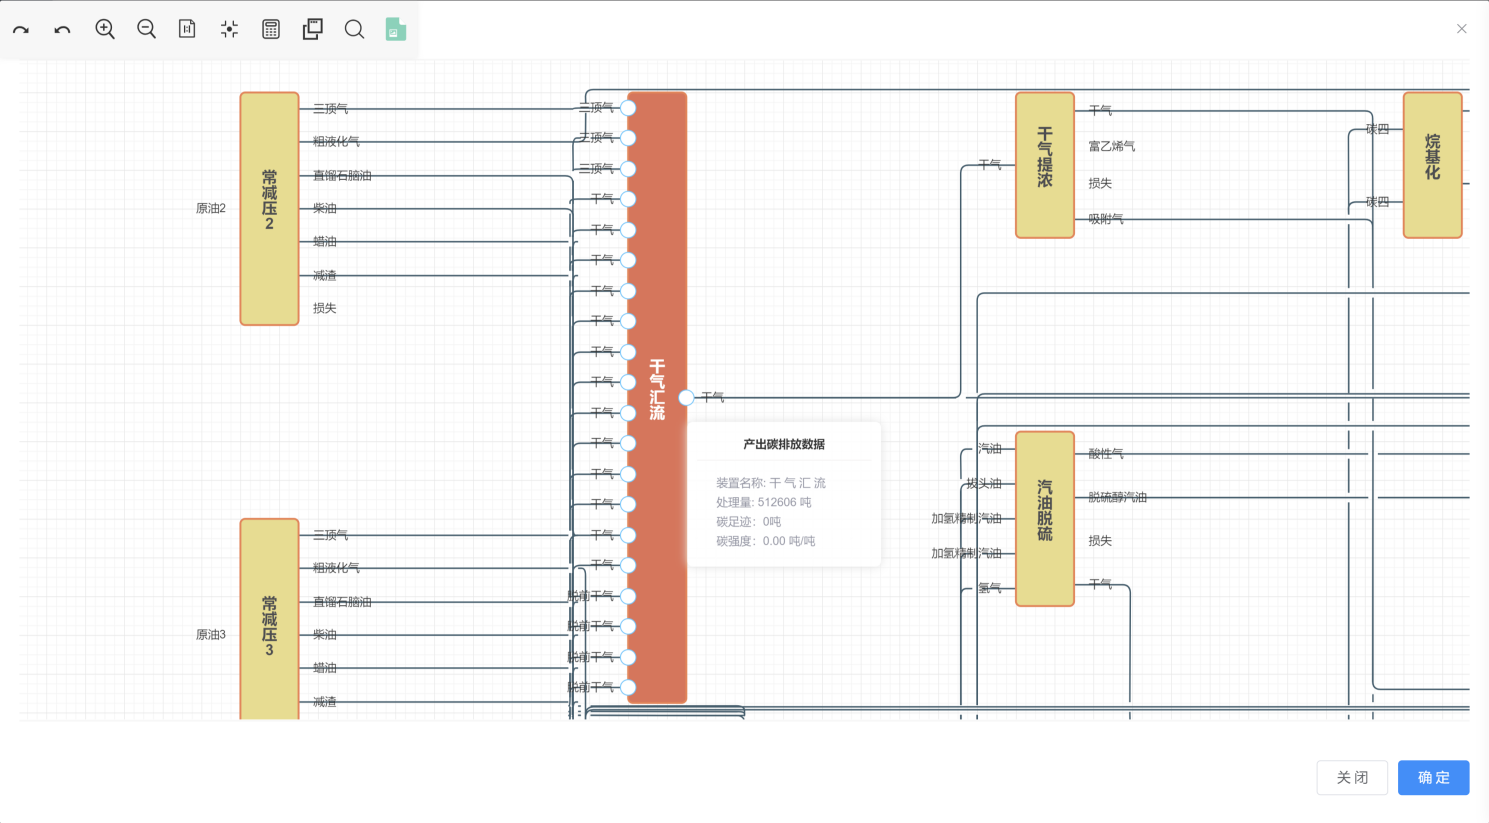 原油2
常减压2
三顶气
粗液化气
直馏石脑油
柴油
蜡油
减渣
损失
原油3
常减压3
三顶气
粗液化气
直馏石脑油
柴油
蜡油
减渣
三顶气
三顶气
三顶气
干气
干气
干气
干气
干气
干气
干气
干气
干气
干气
干气
干气
干气
脱前干气
脱前干气
脱前干气
脱前干气
干气汇流
干气
产出碳排放数据
装置名称: 干 气 汇 流
处理量: 512606 吨
碳足迹: 0吨
碳强度: 0.00 吨/吨
干气
干气提浓
干气
富乙烯气
损失
吸附气
汽油
拔头油
加氢精制汽油
加氢精制汽油
氢气
汽油脱硫
酸性气
脱硫醇汽油
损失
干气
碳四
碳四
烷基化
关 闭
确 定